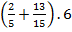 (2/5 + 13/15) . 6